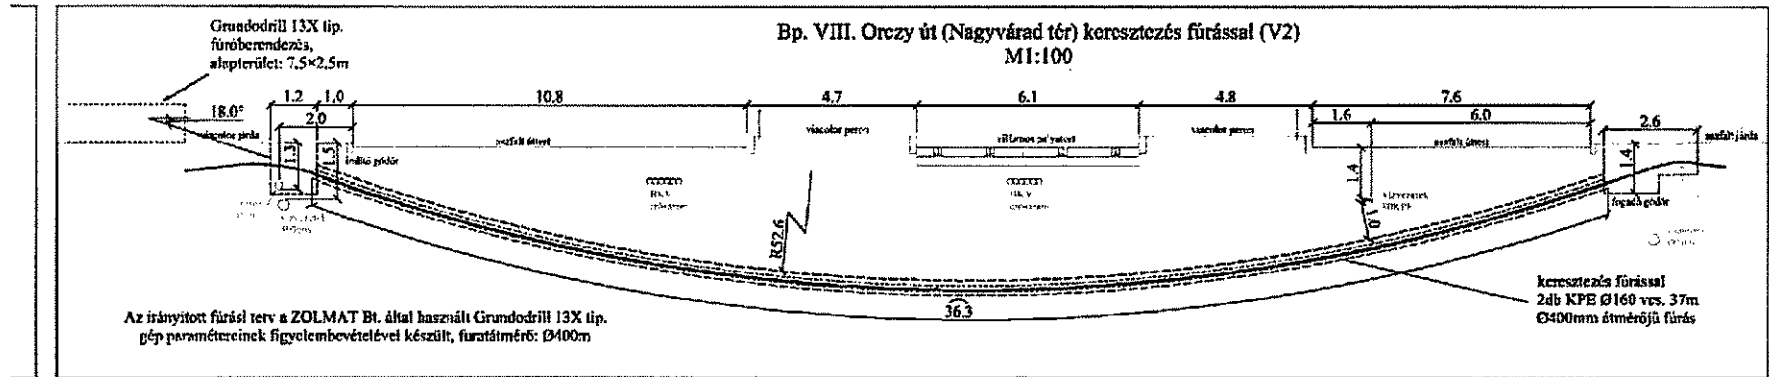 Grundodrill 13X tip.
fúróberendezés,
alapterület: 7.5×2,5m
Bp. VIII. Orczy út (Nagyvárad tér) keresztezés fúrással (V2)
M1:100
18.0°
1.2
1.0
10.8
4.7
6.1
4.8
7.6
2.0
1.6
6.0
2.6
viacolor járda
aszfalt úttest
viacolor peron
villamos pályatest
viacolor peron
aszfalt úttest
aszfalt járda
1.3
1.5
indító gödör
1.4
1.4
BKV
BKV
fogadó gödör
1.0
R52.6
36.3
keresztezés fúrással
2db KPE Ø160 vcs. 37m
Ø400mm átmérőjű fúrás
Az irányított fúrási terv a ZOLMAT Bt. által használt Grundodrill 13X tip.
gép paramétereinek figyelembevételével készült, furatátmérő: Ø400m